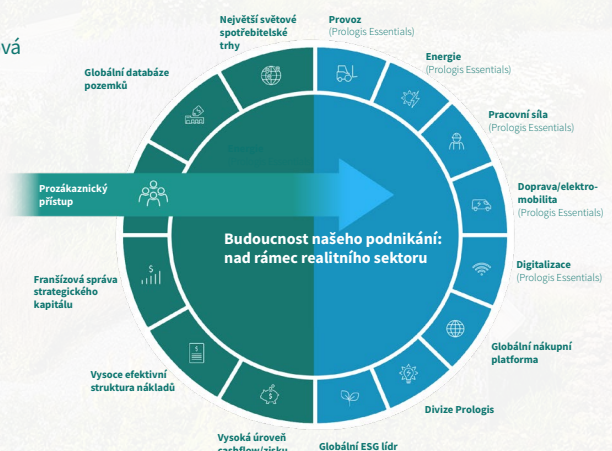 vá
Největší světové
spotřebitelské
trhy
Provoz
(Prologis Essentials)
Energie
(Prologis Essentials)
Globální databáze
pozemků
Pracovní síla
(Prologis Essentials)
Prozákaznický
přístup
Doprava/elektro-
mobilita
(Prologis Essentials)
Budoucnost našeho podnikání:
nad rámec realitního sektoru
Digitalizace
(Prologis Essentials)
Franšízová správa
strategického
kapitálu
Globální nákupní
platforma
Vysoce efektivní
struktura nákladů
Divize Prologis
Vysoká úroveň
cashflow/zisku
Globální ESG lídr